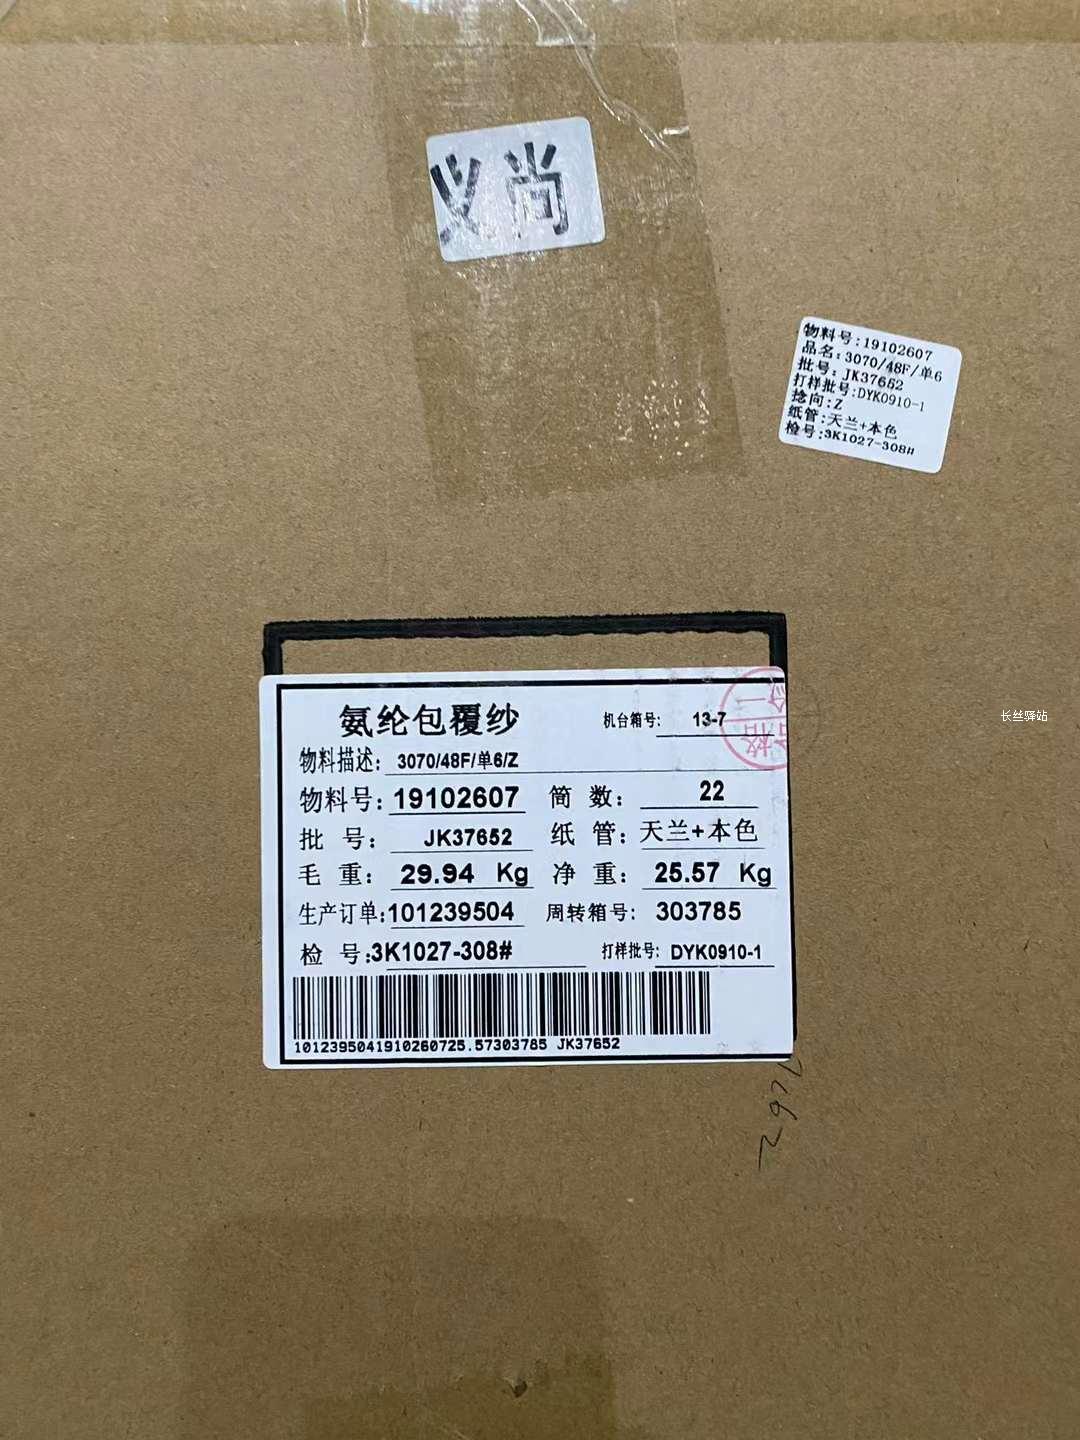 义尚
物料号:19102607
品名:3070/48F/单6
批号:JK37652
打样批号:DYK0910-1
捻向:Z
纸管:天兰+本色
检号:3K1027-308#
氨纶包覆纱 机台箱号: 13-7
物料描述: 3070/48F/单6/Z
物料号: 19102607 筒 数: 22
批 号: JK37652 纸 管: 天兰+本色
毛 重: 29.94 Kg 净 重: 25.57 Kg
生产订单:101239504 周转箱号: 303785
检 号:3K1027-308# 打样批号: DYK0910-1
1012395041910260725.57303785 JK37652
长丝驿站